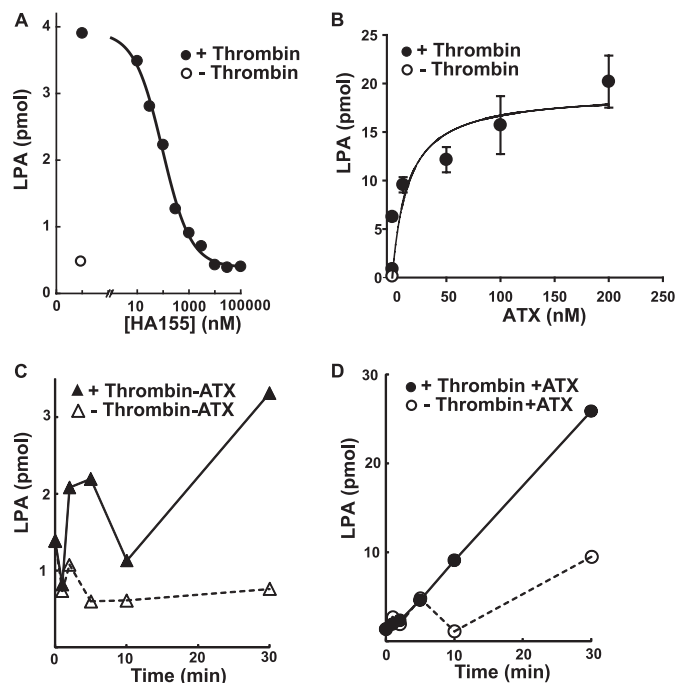 A
4
3
2
1
0
LPA (pmol)
+ Thrombin
- Thrombin
0 10 1000 100000
[HA155] (nM)
B
25
20
15
10
5
0
LPA (pmol)
+ Thrombin
- Thrombin
0 50 100 150 200 250
ATX (nM)
C
3
2
1
LPA (pmol)
+ Thrombin-ATX
- Thrombin-ATX
0 10 20 30
Time (min)
D
30
20
10
LPA (pmol)
+ Thrombin +ATX
- Thrombin+ATX
0 10 20 30
Time (min)